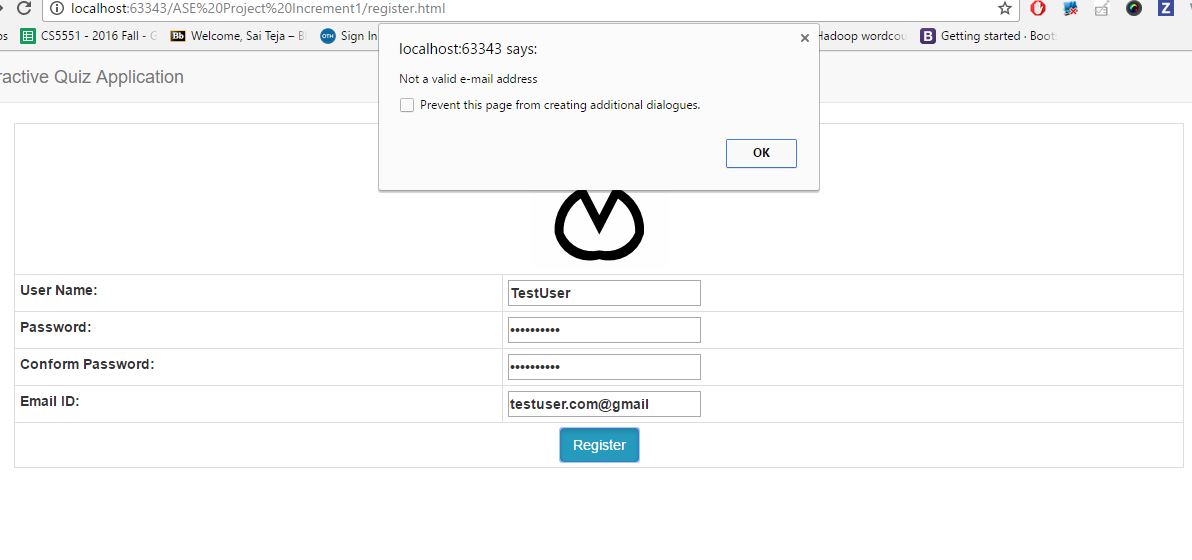 localhost:63343/ASE%20Project%20Increment1/register.html
CS5551 - 2016 Fall - Bb Welcome, Sai Teja – OTH Sign In Hadoop wordcou B Getting started · Boot
ractive Quiz Application
localhost:63343 says:
Not a valid e-mail address
Prevent this page from creating additional dialogues.
OK
User Name: TestUser
Password: ••••••••••
Conform Password: ••••••••••
Email ID: testuser.com@gmail
Register